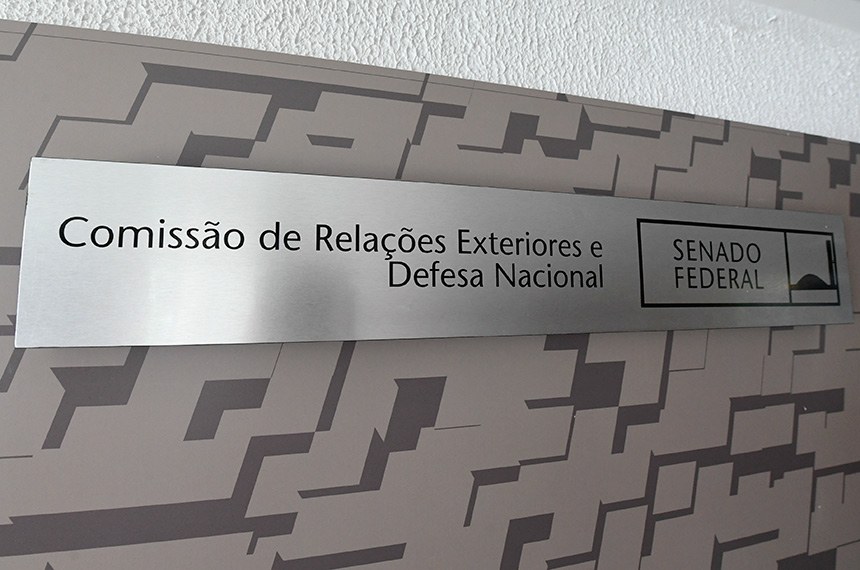 Comissão de Relações Exteriores e
Defesa Nacional
SENADO
FEDERAL